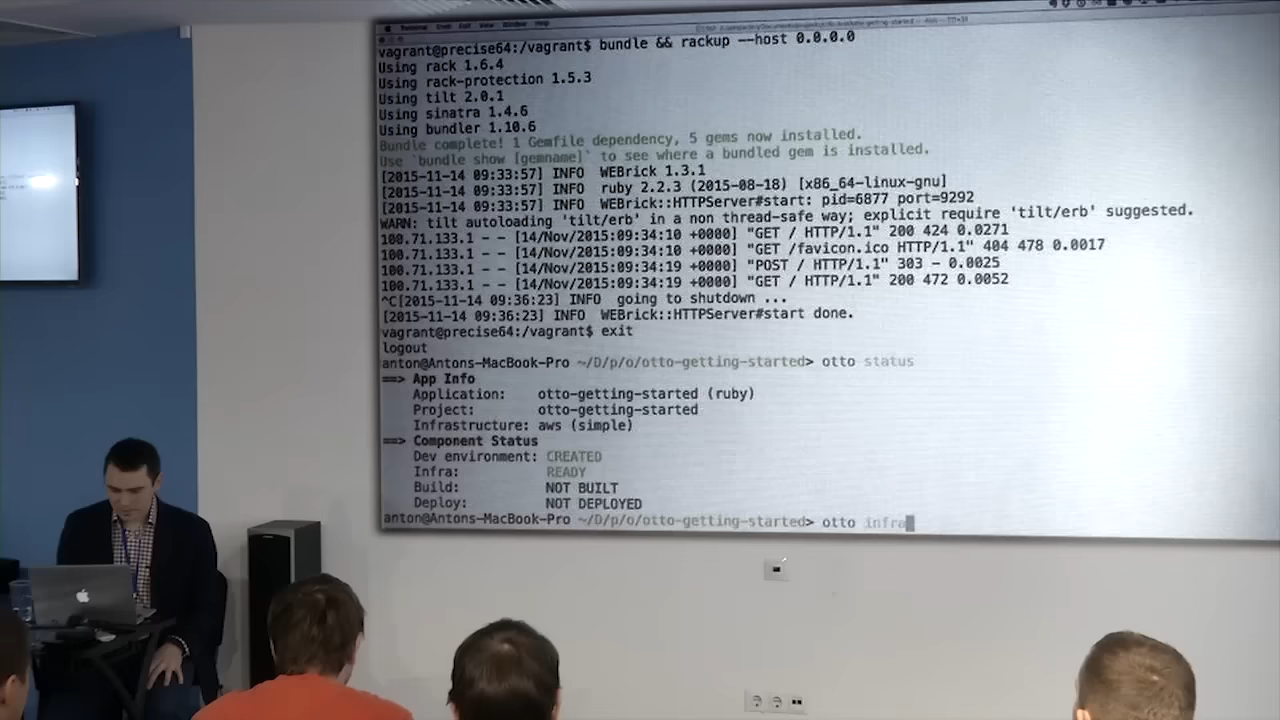 vagrant@precise64:/vagrant$ bundle && rackup --host 0.0.0.0
Using rack 1.6.4
Using rack-protection 1.5.3
Using tilt 2.0.1
Using sinatra 1.4.6
Using bundler 1.10.6
Bundle complete! 1 Gemfile dependency, 5 gems now installed.
Use `bundle show [gemname]` to see where a bundled gem is installed.
[2015-11-14 09:33:57] INFO  WEBrick 1.3.1
[2015-11-14 09:33:57] INFO  ruby 2.2.3 (2015-08-18) [x86_64-linux-gnu]
[2015-11-14 09:33:57] INFO  WEBrick::HTTPServer#start: pid=6877 port=9292
WARN: tilt autoloading 'tilt/erb' in a non thread-safe way; explicit require 'tilt/erb' suggested.
100.71.133.1 - - [14/Nov/2015:09:34:10 +0000] "GET / HTTP/1.1" 200 424 0.0271
100.71.133.1 - - [14/Nov/2015:09:34:10 +0000] "GET /favicon.ico HTTP/1.1" 404 478 0.0017
100.71.133.1 - - [14/Nov/2015:09:34:19 +0000] "POST / HTTP/1.1" 303 - 0.0025
100.71.133.1 - - [14/Nov/2015:09:34:19 +0000] "GET / HTTP/1.1" 200 472 0.0052
^C[2015-11-14 09:36:23] INFO  going to shutdown ...
[2015-11-14 09:36:23] INFO  WEBrick::HTTPServer#start done.
vagrant@precise64:/vagrant$ exit
logout
anton@Antons-MacBook-Pro ~/D/p/o/otto-getting-started> otto status
==> App Info
Application: otto-getting-started (ruby)
Project: otto-getting-started
Infrastructure: aws (simple)
==> Component Status
Dev environment: CREATED
Infra: READY
Build: NOT BUILT
Deploy: NOT DEPLOYED
anton@Antons-MacBook-Pro ~/D/p/o/otto-getting-started> otto infra